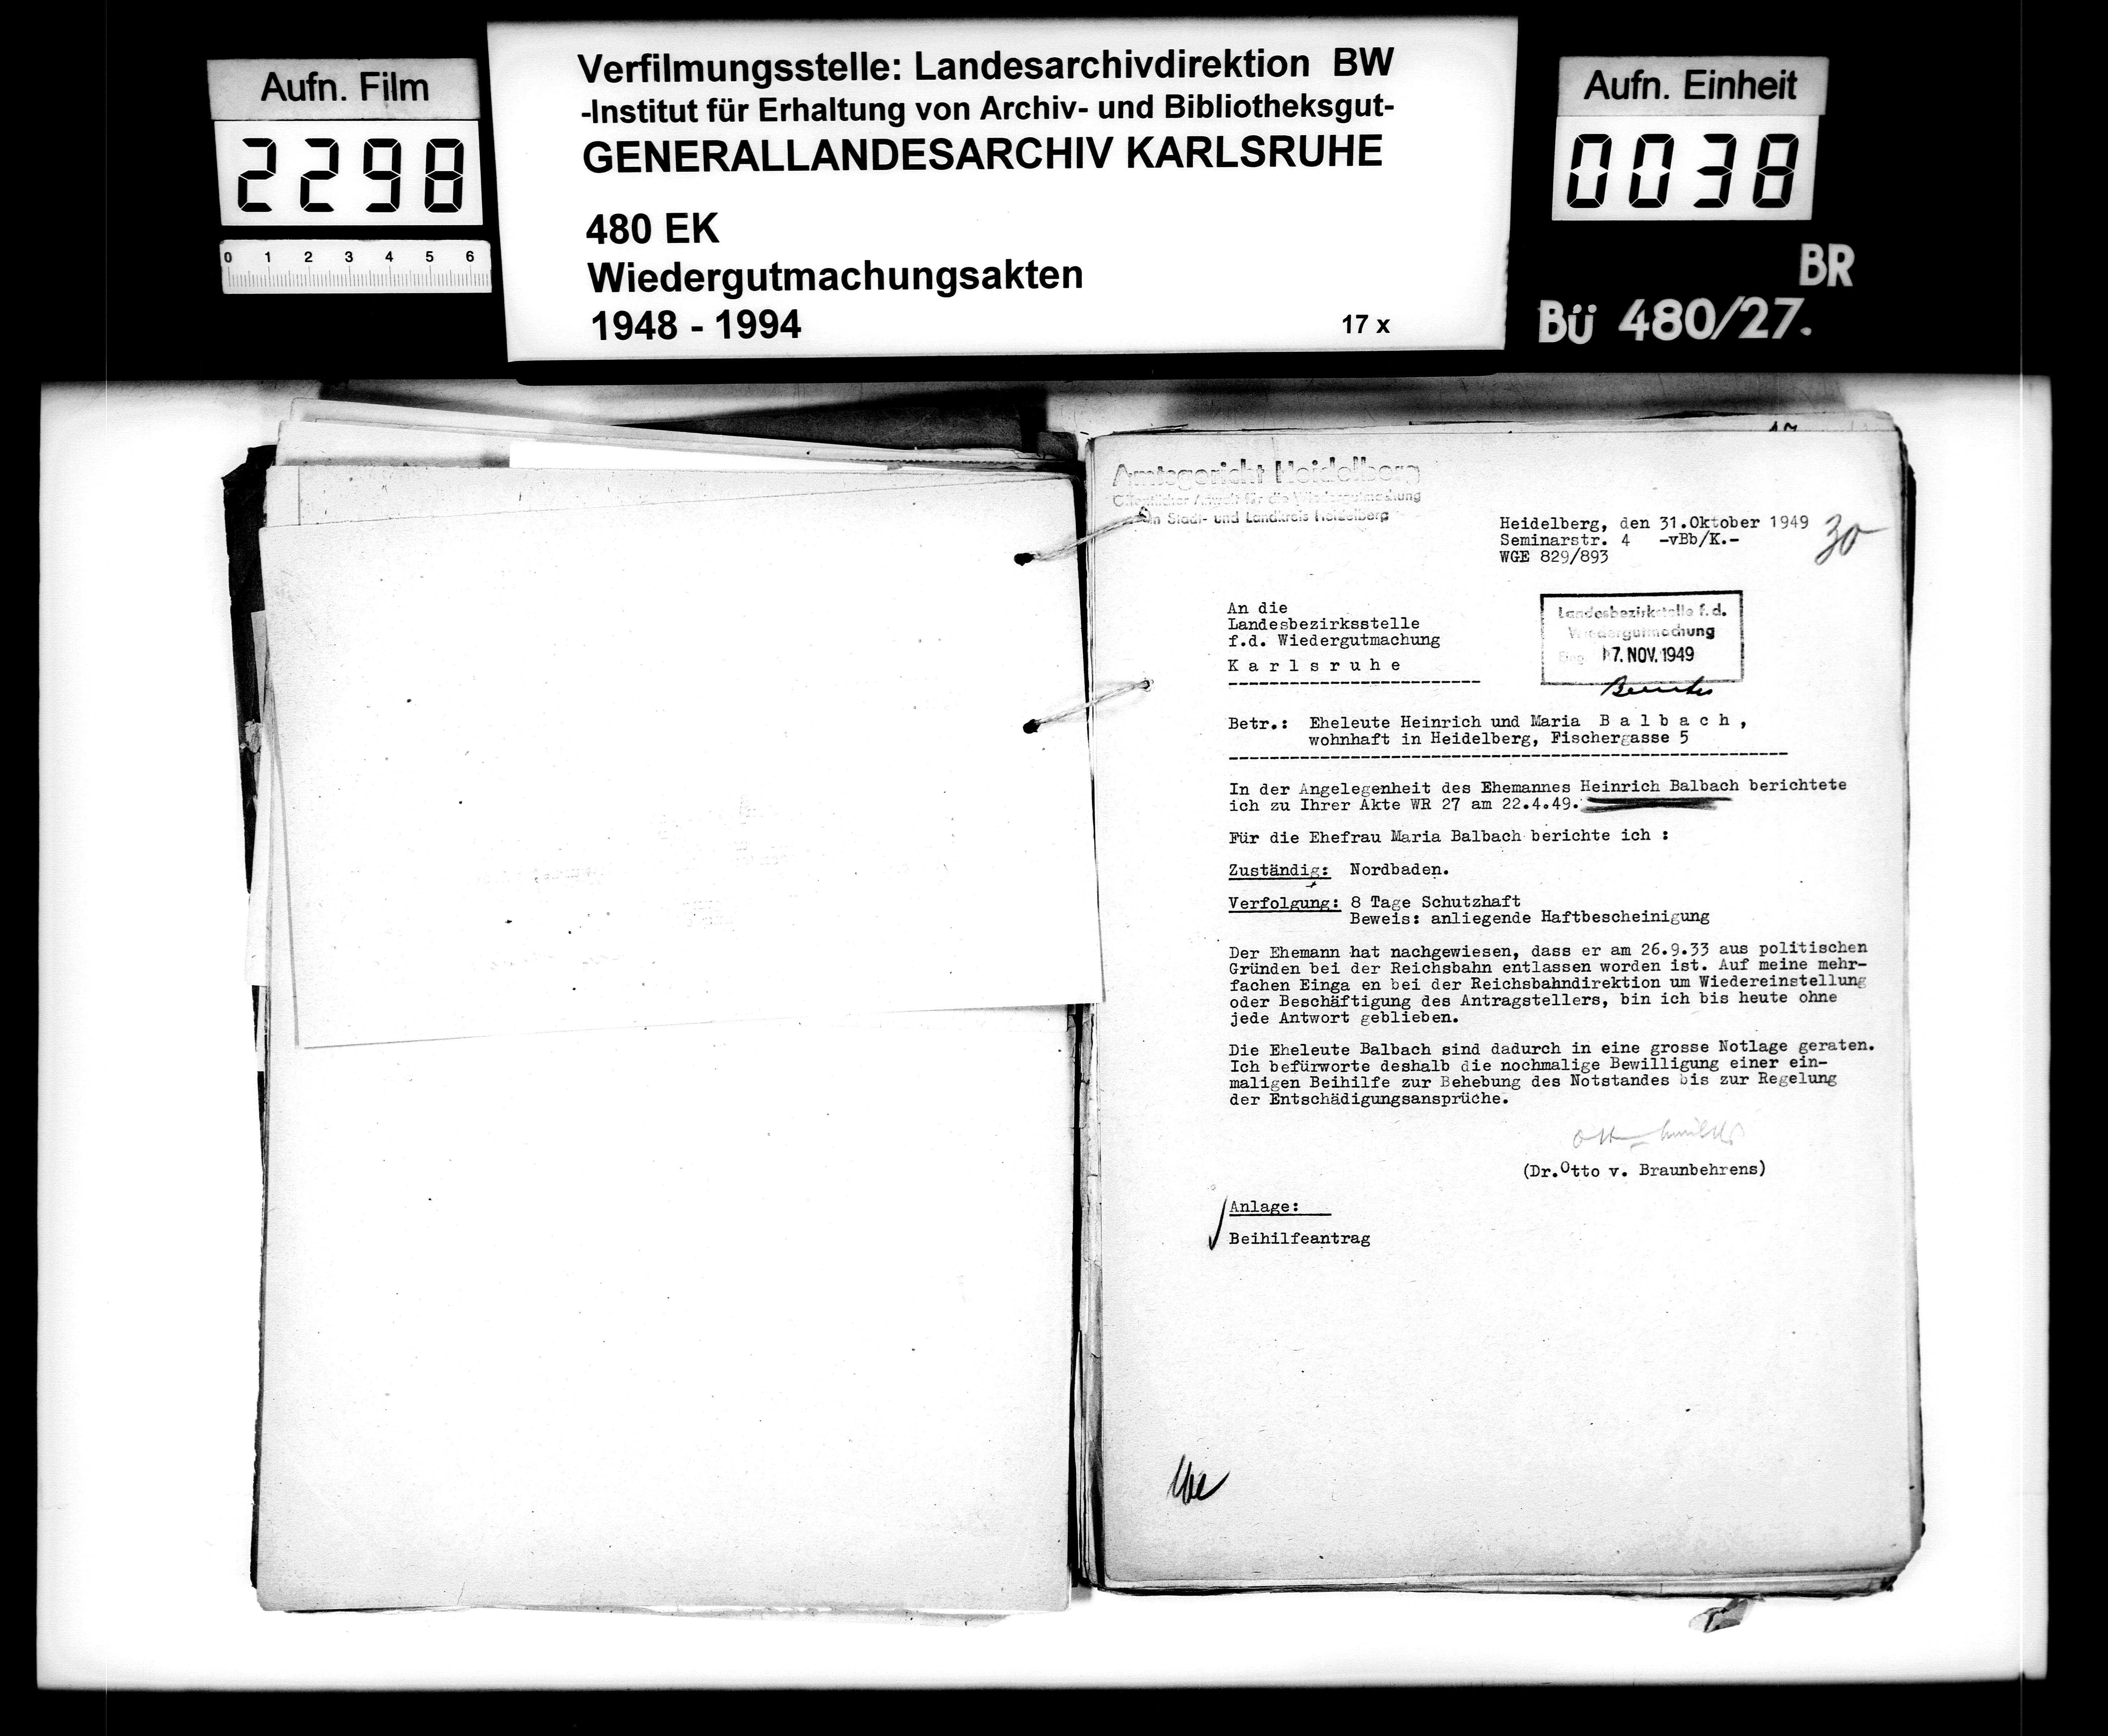 Aufn. Film
2298
0 1 2 3 4 5 6
Verfilmungsstelle: Landesarchivdirektion BW
-Institut für Erhaltung von Archiv- und Bibliotheksgut-
GENERALLANDESARCHIV KARLSRUHE
480 EK
Wiedergutmachungsakten
1948 - 1994
17 x
Aufn. Einheit
0038
BR
Bü 480/27.
Amtsgericht Heidelberg
Öffentlicher Anwalt für die Wiedergutmachung
im Stadt- und Landkreis Heidelberg
Heidelberg, den 31.Oktober 1949
Seminarstr. 4 -vBb/K.-
WGE 829/893
30
An die
Landesbezirksstelle
f.d. Wiedergutmachung
K a r l s r u h e
Landesbezirkstelle f. d.
Wiedergutmachung
Eing. 7. NOV. 1949
Betr.: Eheleute Heinrich und Maria B a l b a c h ,
wohnhaft in Heidelberg, Fischergasse 5
In der Angelegenheit des Ehemannes Heinrich Balbach berichtete
ich zu Ihrer Akte WR 27 am 22.4.49.
Für die Ehefrau Maria Balbach berichte ich :
Zuständig: Nordbaden.
Verfolgung: 8 Tage Schutzhaft
Beweis: anliegende Haftbescheinigung
Der Ehemann hat nachgewiesen, dass er am 26.9.33 aus politischen
Gründen bei der Reichsbahn entlassen worden ist. Auf meine mehr-
fachen Einga en bei der Reichsbahndirektion um Wiedereinstellung
oder Beschäftigung des Antragstellers, bin ich bis heute ohne
jede Antwort geblieben.
Die Eheleute Balbach sind dadurch in eine grosse Notlage geraten.
Ich befürworte deshalb die nochmalige Bewilligung einer ein-
maligen Beihilfe zur Behebung des Notstandes bis zur Regelung
der Entschädigungsansprüche.
(Dr.Otto v. Braunbehrens)
Anlage:
Beihilfeantrag